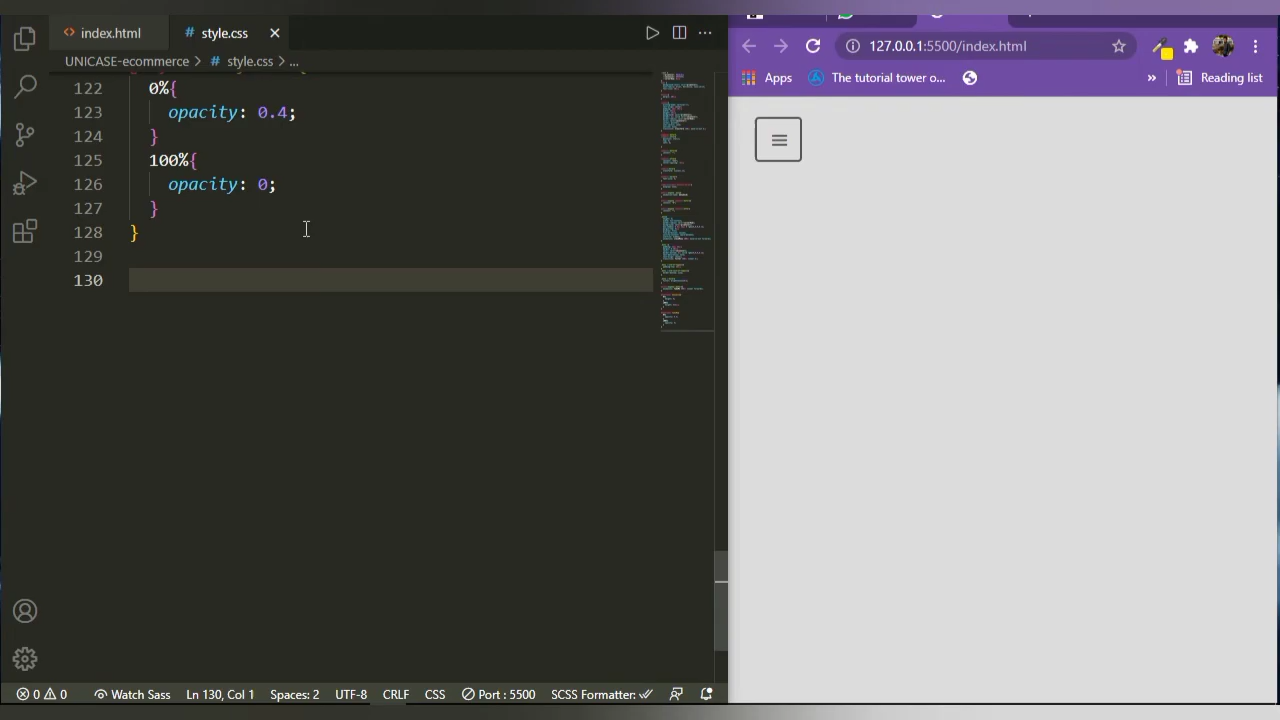 index.html
style.css
UNICASE-ecommerce > # style.css > ...
122 0%{
123 opacity: 0.4;
124 }
125 100%{
126 opacity: 0;
127 }
128 }
129
130
0 0 Watch Sass Ln 130, Col 1 Spaces: 2 UTF-8 CRLF CSS Port : 5500 SCSS Formatter:
127.0.0.1:5500/index.html
Apps The tutorial tower o... » Reading list